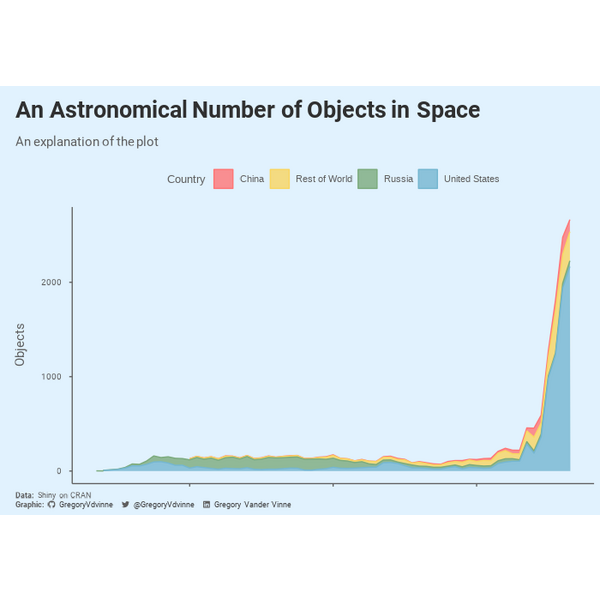 An Astronomical Number of Objects in Space
An explanation of the plot
Country China Rest of World Russia United States
2000
1000
0
Objects
Data: Shiny on CRAN
Graphic: GregoryVdvinne @GregoryVdvinne Gregory Vander Vinne